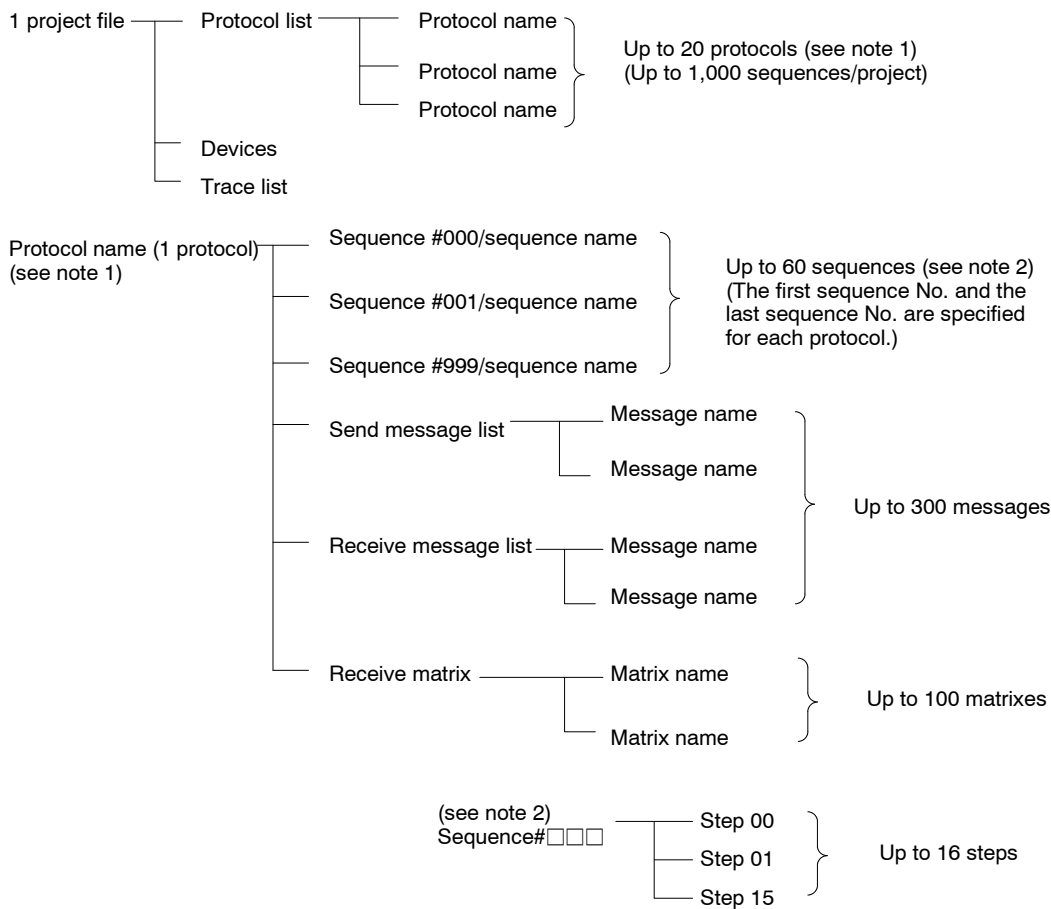 1 project file
Protocol list
Protocol name
Protocol name
Protocol name
Up to 20 protocols (see note 1)
(Up to 1,000 sequences/project)
Devices
Trace list
Protocol name (1 protocol)
(see note 1)
Sequence #000/sequence name
Sequence #001/sequence name
Sequence #999/sequence name
Up to 60 sequences (see note 2)
(The first sequence No. and the
last sequence No. are specified
for each protocol.)
Send message list
Message name
Message name
Receive message list
Message name
Message name
Up to 300 messages
Receive matrix
Matrix name
Matrix name
Up to 100 matrixes
(see note 2)
Sequence#□□□
Step 00
Step 01
Step 15
Up to 16 steps